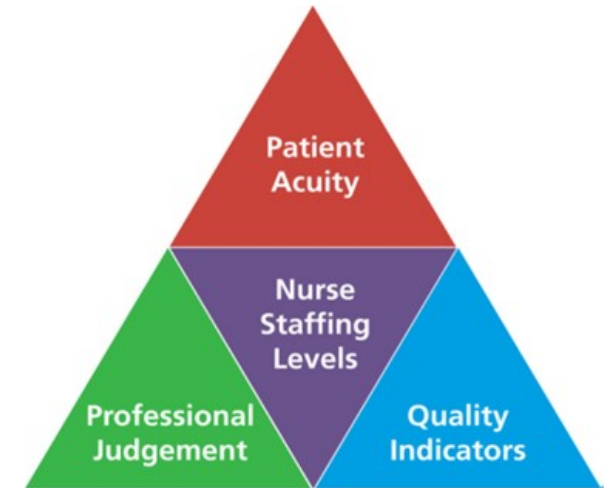 Patient
Acuity
Nurse
Staffing
Levels
Professional
Judgement
Quality
Indicators